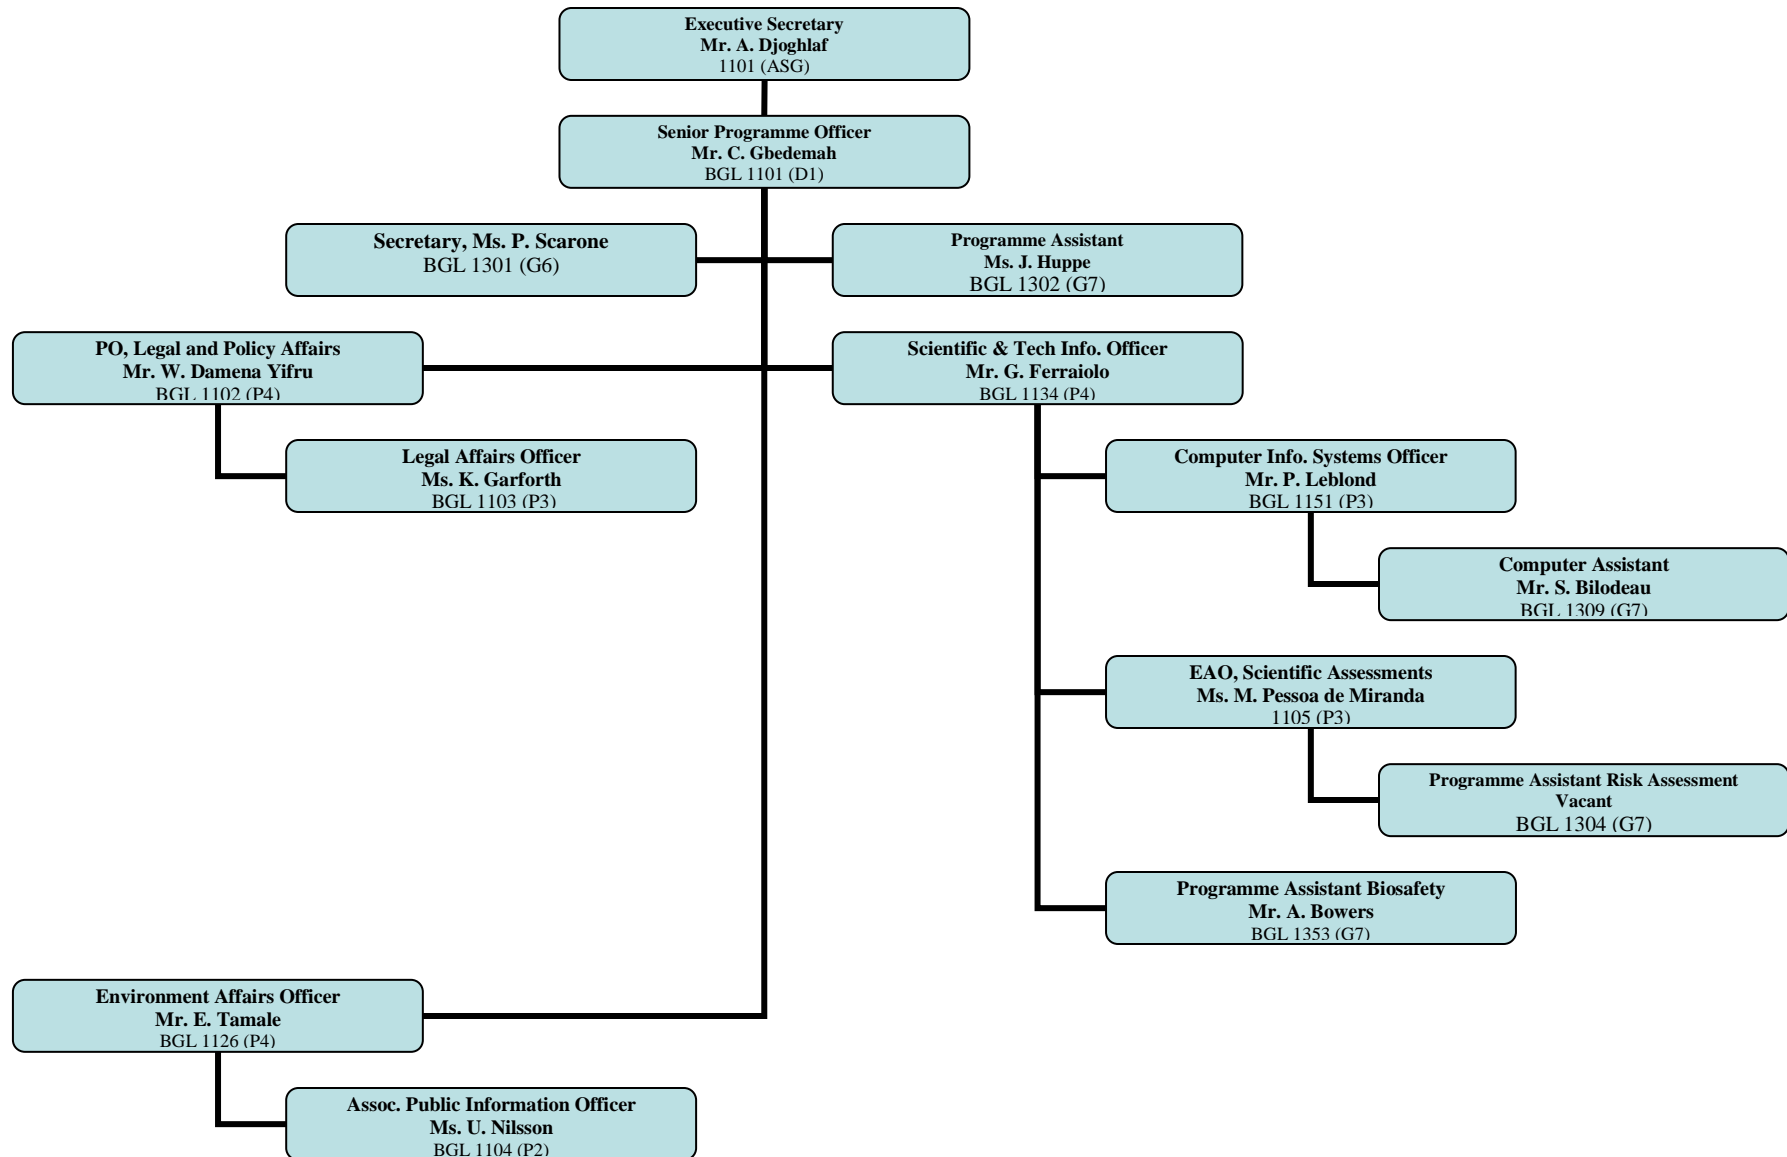 Executive Secretary
Mr. A. Djoghlaf
1101 (ASG)
Senior Programme Officer
Mr. C. Gbedemah
BGL 1101 (D1)
Secretary, Ms. P. Scarone
BGL 1301 (G6)
Programme Assistant
Ms. J. Huppe
BGL 1302 (G7)
PO, Legal and Policy Affairs
Mr. W. Damena Yifru
BGL 1102 (P4)
Scientific & Tech Info. Officer
Mr. G. Ferraiolo
BGL 1134 (P4)
Legal Affairs Officer
Ms. K. Garforth
BGL 1103 (P3)
Computer Info. Systems Officer
Mr. P. Leblond
BGL 1151 (P3)
Computer Assistant
Mr. S. Bilodeau
BGL 1309 (G7)
EAO, Scientific Assessments
Ms. M. Pessoa de Miranda
1105 (P3)
Programme Assistant Risk Assessment
Vacant
BGL 1304 (G7)
Programme Assistant Biosafety
Mr. A. Bowers
BGL 1353 (G7)
Environment Affairs Officer
Mr. E. Tamale
BGL 1126 (P4)
Assoc. Public Information Officer
Ms. U. Nilsson
BGL 1104 (P2)